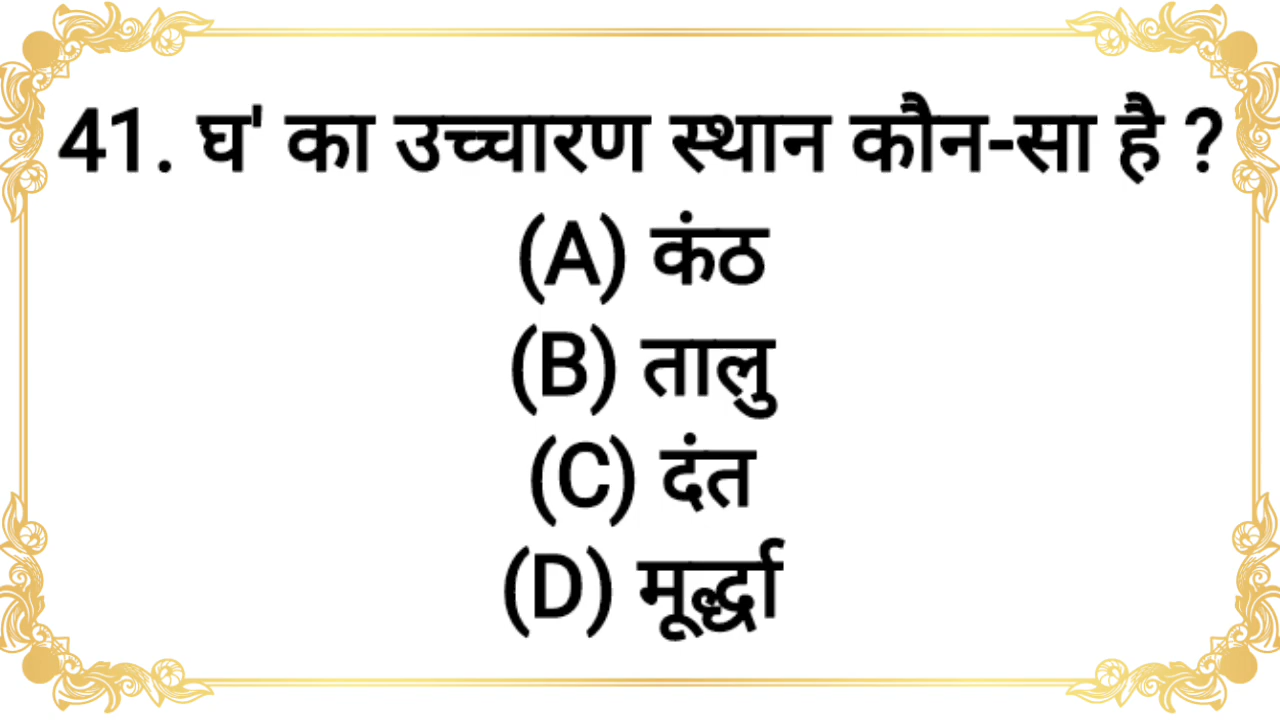 41. घ' का उच्चारण स्थान कौन-सा है ?
(A) कंठ
(B) तालु
(C) दंत
(D) मूर्द्धा